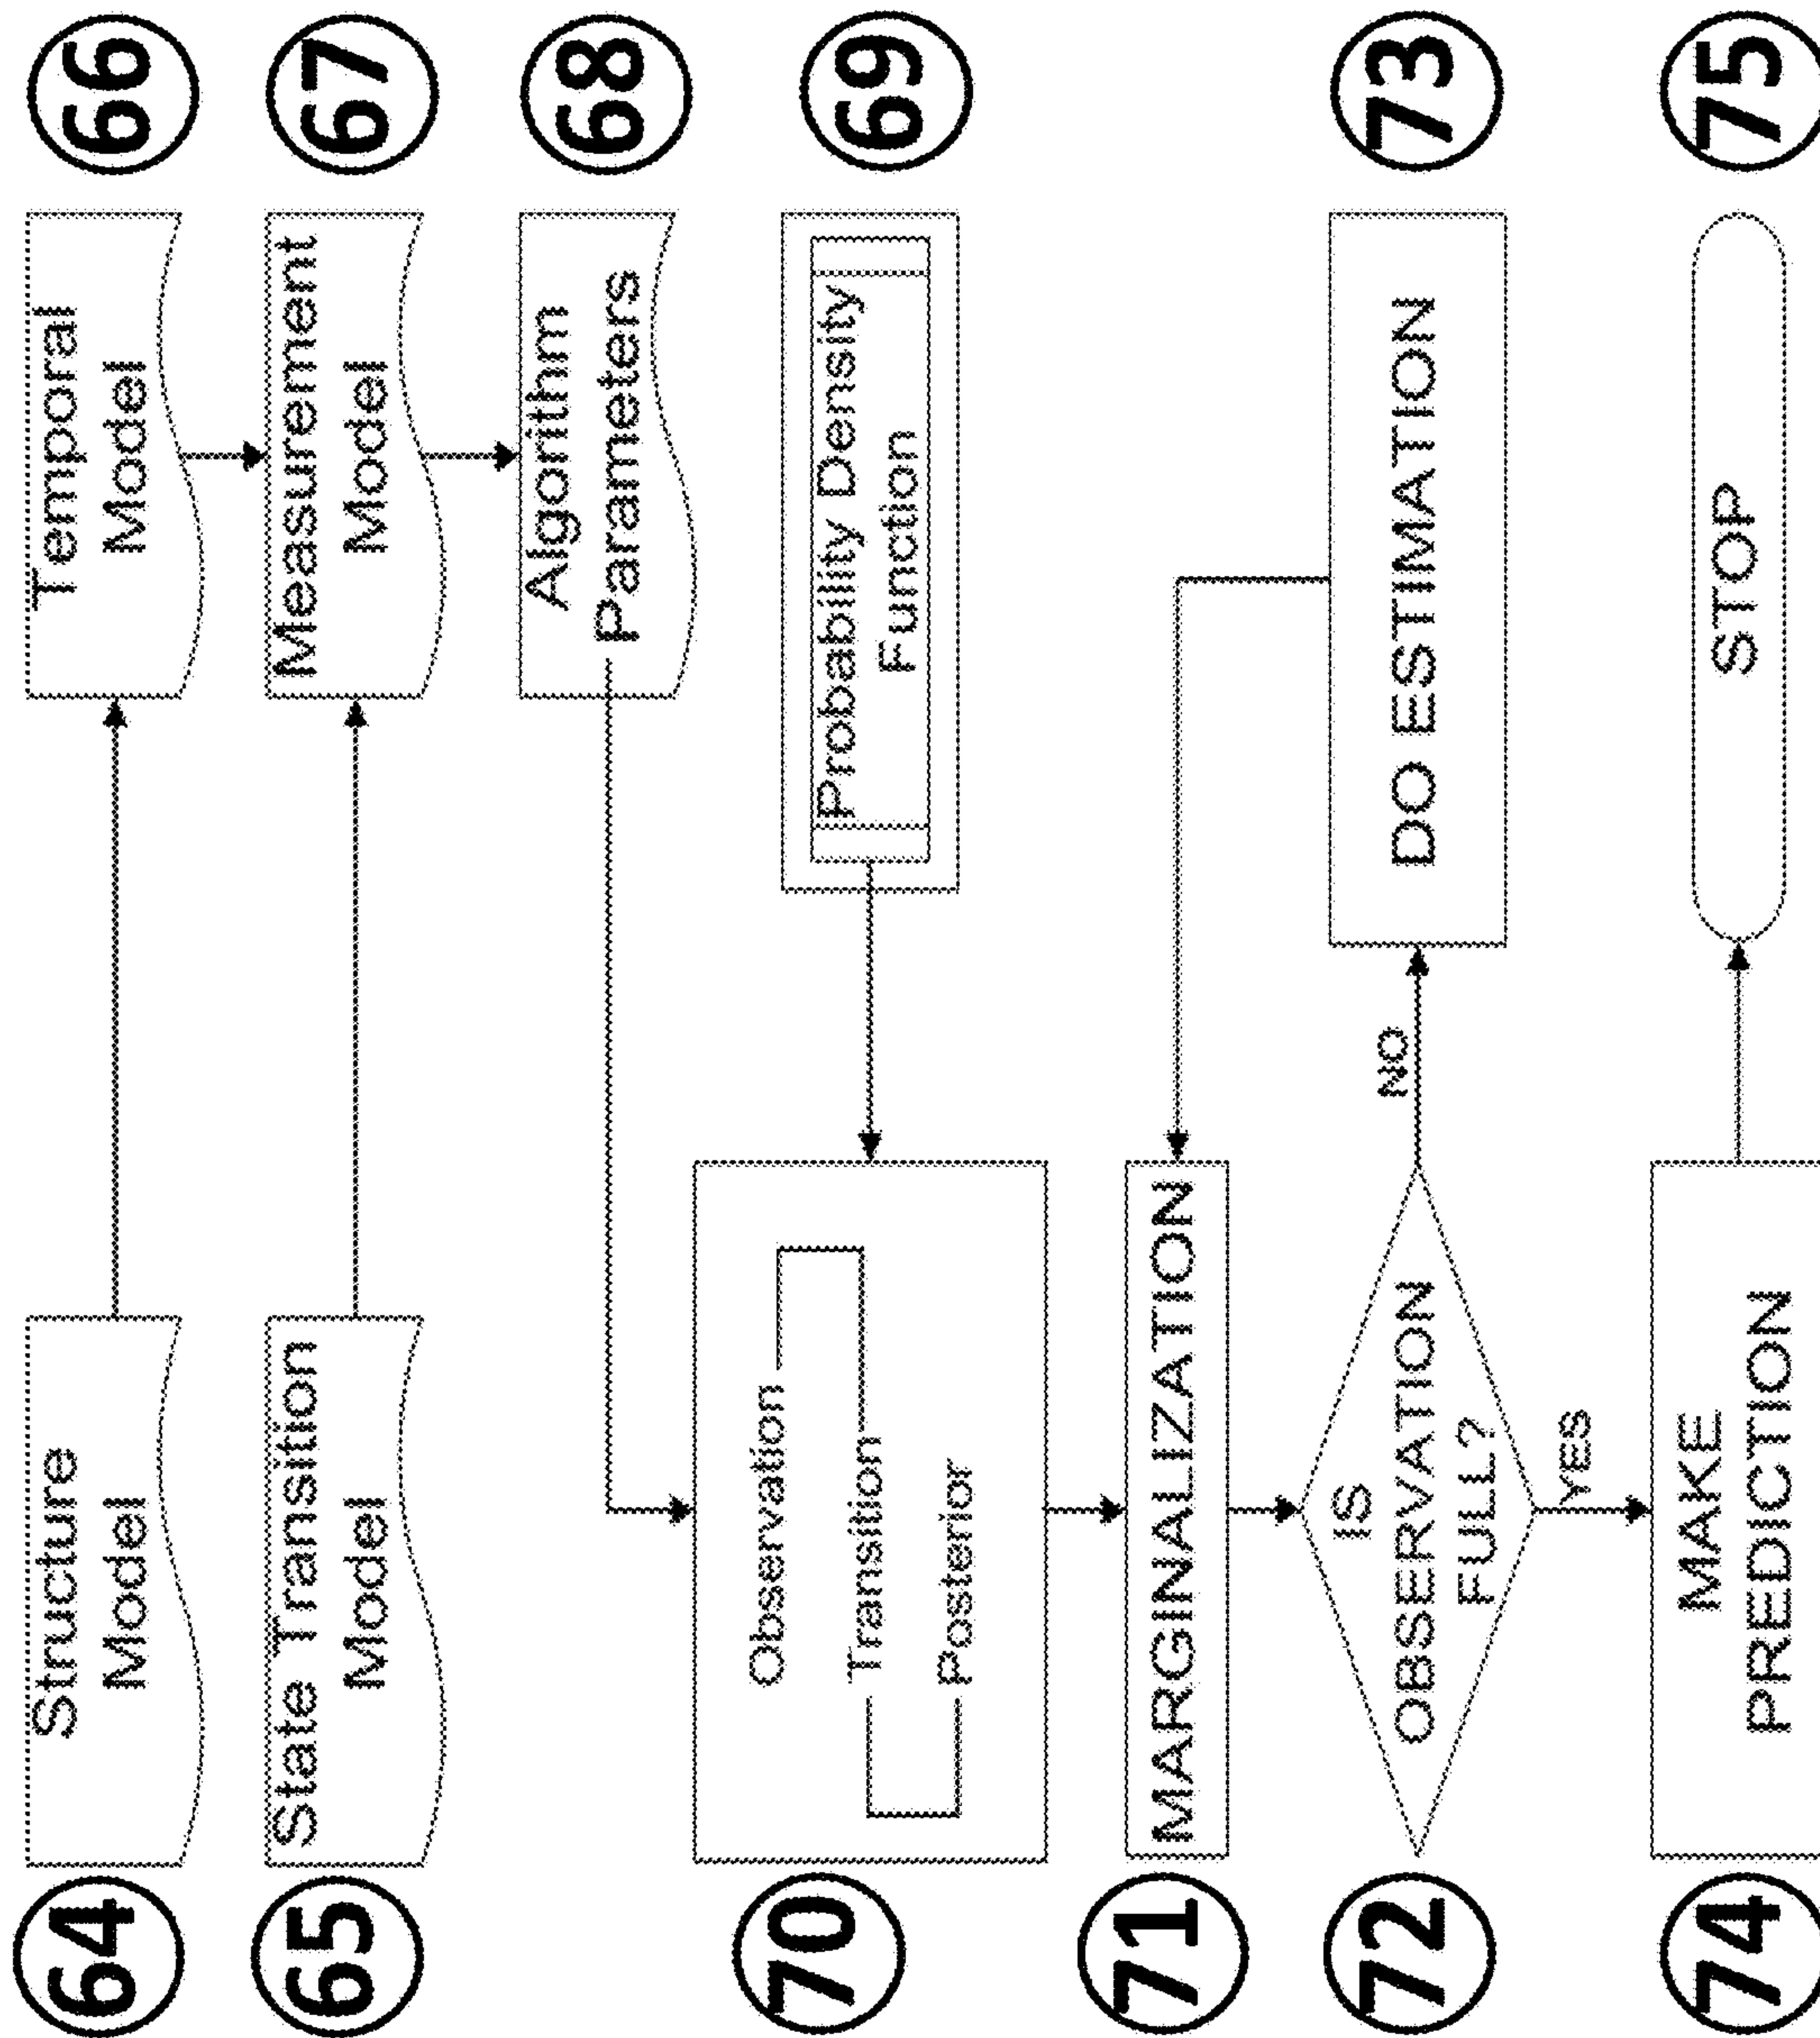 64
Structure
Model
Temporal
Model
66
65
State Transition
Model
Measurement
Model
67
Algorithm
Parameters
68
Probability Density
Function
69
70
Observation
Transition
Posterior
71
MARGINALIZATION
72
IS
OBSERVATION
FULL?
NO
YES
DO ESTIMATION
73
74
MAKE
PREDICTION
STOP
75